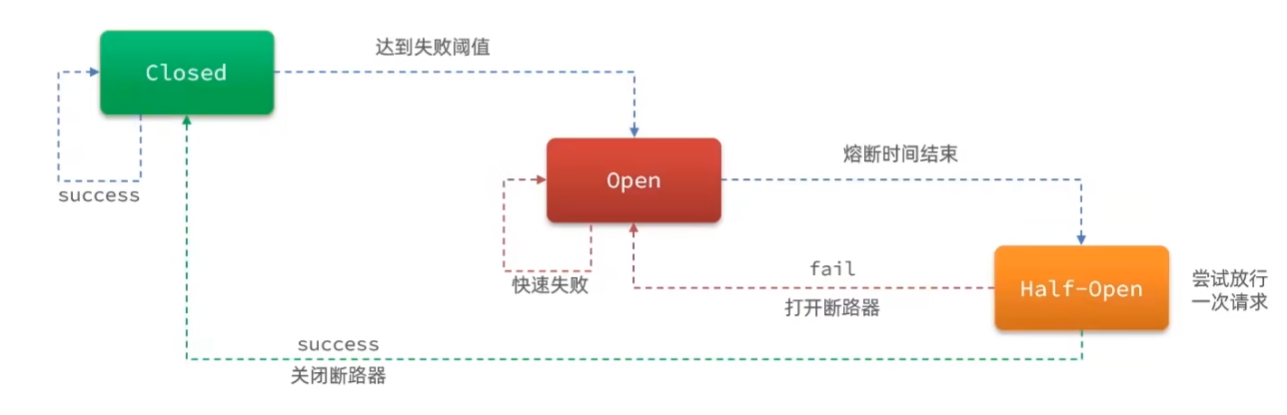 达到失败阈值
Closed
success
熔断时间结束
Open
快速失败
fail
打开断路器
Half-Open
尝试放行
一次请求
success
关闭断路器